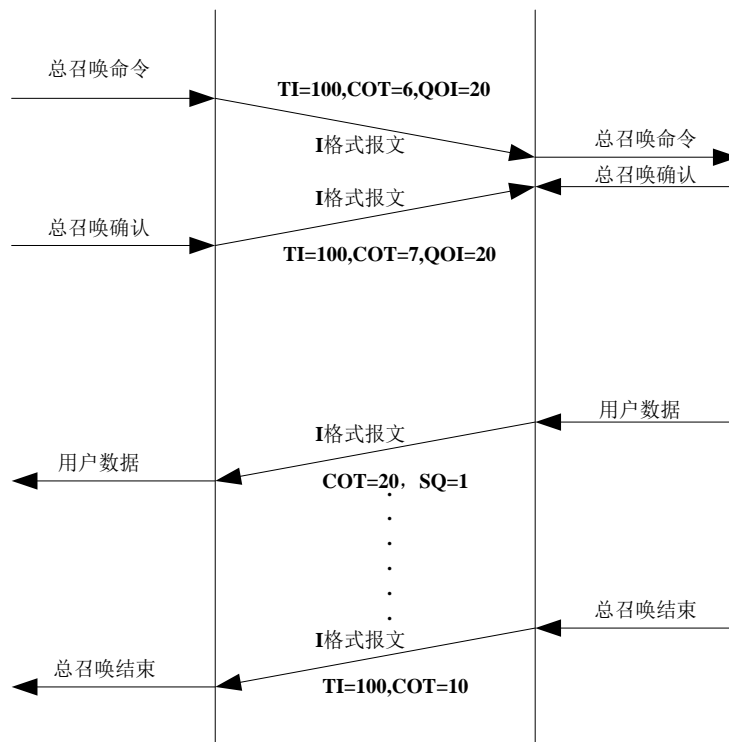 总召唤命令
TI=100,COT=6,QOI=20
I格式报文
总召唤命令
总召唤确认
I格式报文
总召唤确认
TI=100,COT=7,QOI=20
用户数据
I格式报文
用户数据
COT=20，SQ=1
总召唤结束
I格式报文
总召唤结束
TI=100,COT=10